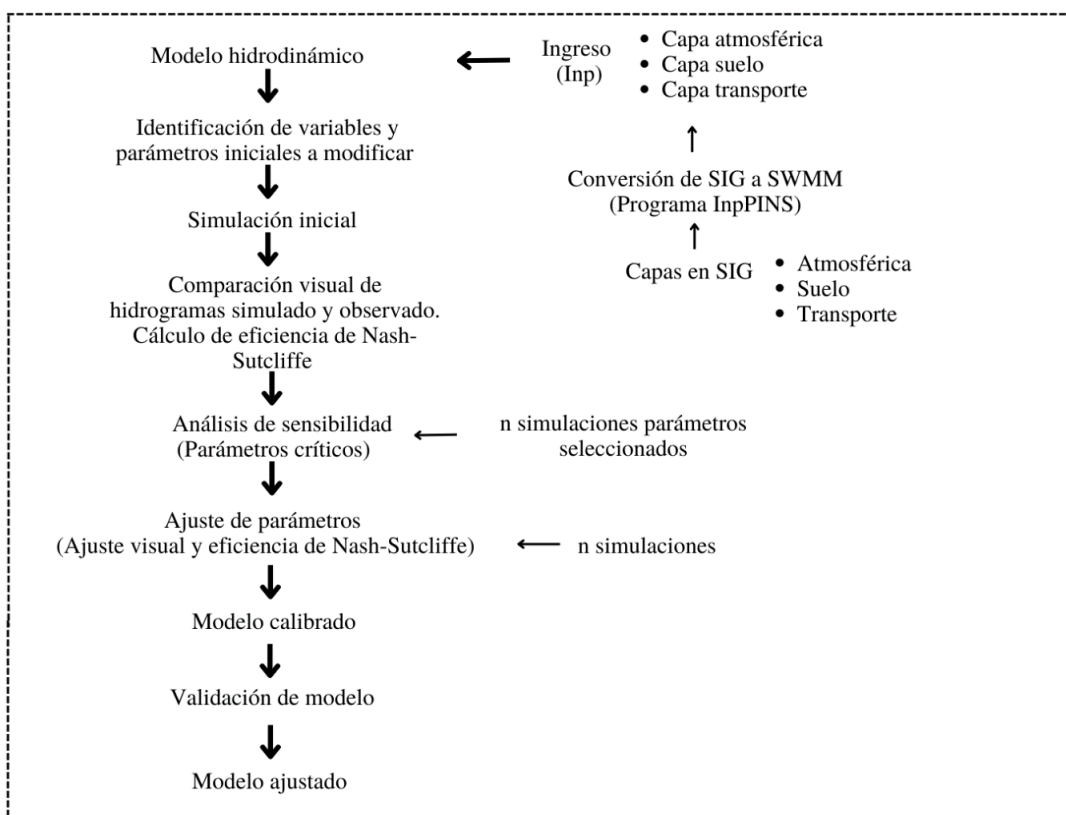 Modelo hidrodinámico
Ingreso
(Inp)
• Capa atmosférica
• Capa suelo
• Capa transporte
Identificación de variables y
parámetros iniciales a modificar
Conversión de SIG a SWMM
(Programa InpPINS)
Simulación inicial
Capas en SIG
• Atmosférica
• Suelo
• Transporte
Comparación visual de
hidrogramas simulado y observado.
Cálculo de eficiencia de Nash-
Sutcliffe
Análisis de sensibilidad
(Parámetros críticos)
n simulaciones parámetros
seleccionados
Ajuste de parámetros
(Ajuste visual y eficiencia de Nash-Sutcliffe)
n simulaciones
Modelo calibrado
Validación de modelo
Modelo ajustado